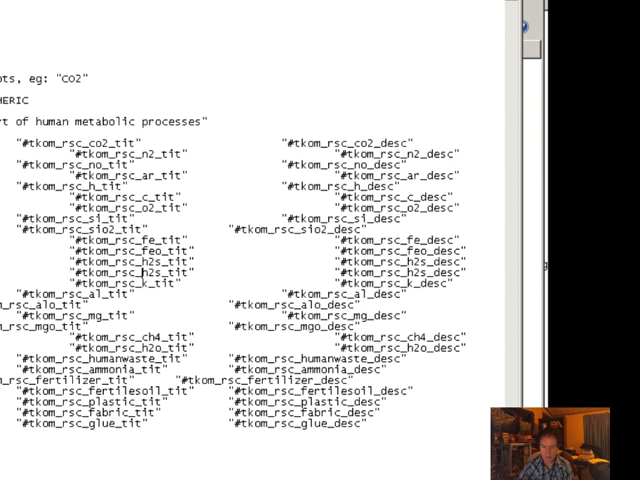 pts, eg: "CO2"
HERIC
rt of human metabolic processes"
"#tkom_rsc_co2_tit" "#tkom_rsc_co2_desc"
"#tkom_rsc_n2_tit" "#tkom_rsc_n2_desc"
"#tkom_rsc_no_tit" "#tkom_rsc_no_desc"
"#tkom_rsc_ar_tit" "#tkom_rsc_ar_desc"
"#tkom_rsc_h_tit" "#tkom_rsc_h_desc"
"#tkom_rsc_c_tit" "#tkom_rsc_c_desc"
"#tkom_rsc_o2_tit" "#tkom_rsc_o2_desc"
"#tkom_rsc_si_tit" "#tkom_rsc_si_desc"
"#tkom_rsc_sio2_tit" "#tkom_rsc_sio2_desc"
"#tkom_rsc_fe_tit" "#tkom_rsc_fe_desc"
"#tkom_rsc_feo_tit" "#tkom_rsc_feo_desc"
"#tkom_rsc_h2s_tit" "#tkom_rsc_h2s_desc"
"#tkom_rsc_h2s_tit" "#tkom_rsc_h2s_desc"
"#tkom_rsc_k_tit" "#tkom_rsc_k_desc"
"#tkom_rsc_al_tit" "#tkom_rsc_al_desc"
m_rsc_alo_tit" "#tkom_rsc_alo_desc"
"#tkom_rsc_mg_tit" "#tkom_rsc_mg_desc"
m_rsc_mgo_tit" "#tkom_rsc_mgo_desc"
"#tkom_rsc_ch4_tit" "#tkom_rsc_ch4_desc"
"#tkom_rsc_h2o_tit" "#tkom_rsc_h2o_desc"
"#tkom_rsc_humanwaste_tit" "#tkom_rsc_humanwaste_desc"
"#tkom_rsc_ammonia_tit" "#tkom_rsc_ammonia_desc"
m_rsc_fertilizer_tit" "#tkom_rsc_fertilizer_desc"
"#tkom_rsc_fertilesoil_tit" "#tkom_rsc_fertilesoil_desc"
"#tkom_rsc_plastic_tit" "#tkom_rsc_plastic_desc"
"#tkom_rsc_fabric_tit" "#tkom_rsc_fabric_desc"
"#tkom_rsc_glue_tit" "#tkom_rsc_glue_desc"